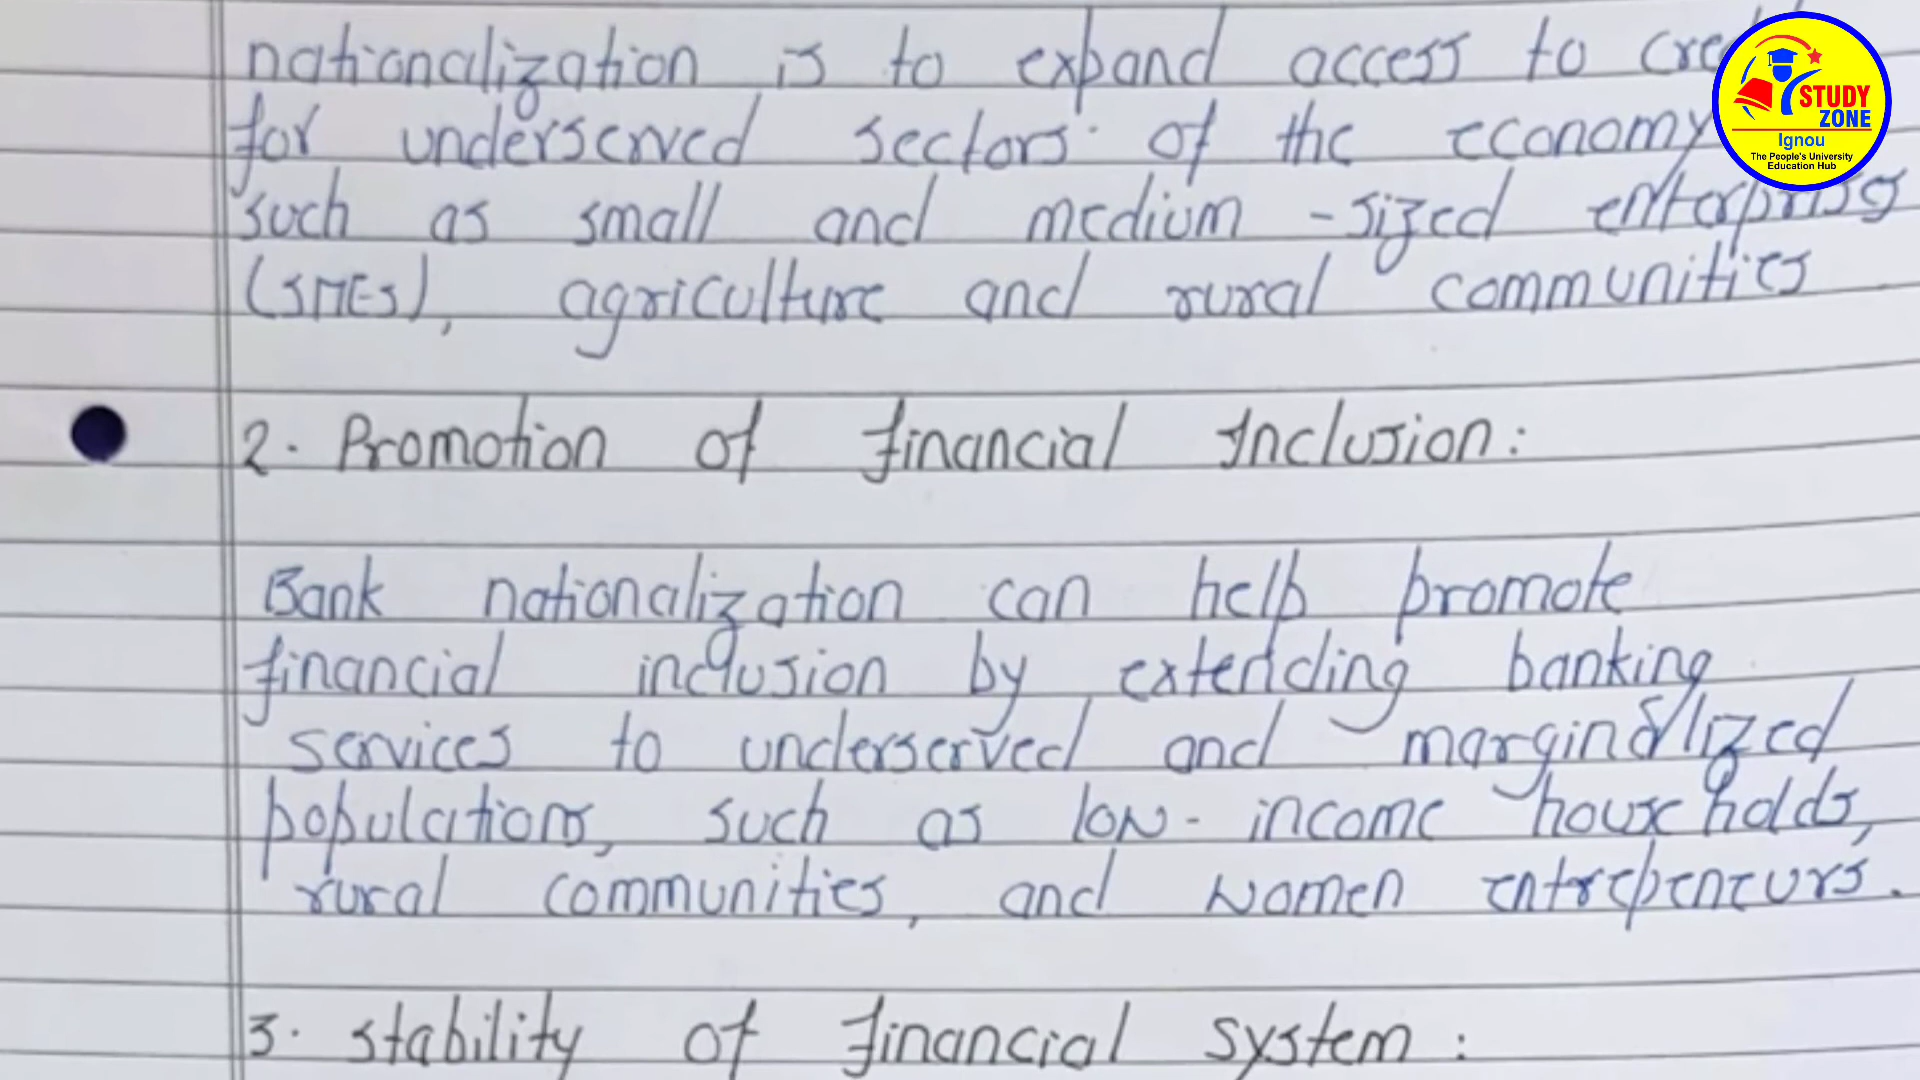 nationalization is to expand access to
for underserved sectors of the economy
such as small and medium-sized enterprises
(SMEs), agriculture and rural communities
2. Promotion of financial Inclusion:
Bank nationalization can help promote
financial inclusion by extending banking
services to underserved and marginalized
populations, such as low-income households,
rural communities, and women entrepeneurs.
3. Stability of financial system:
STUDY
ZONE
Ignou
The People's University
Education Hub